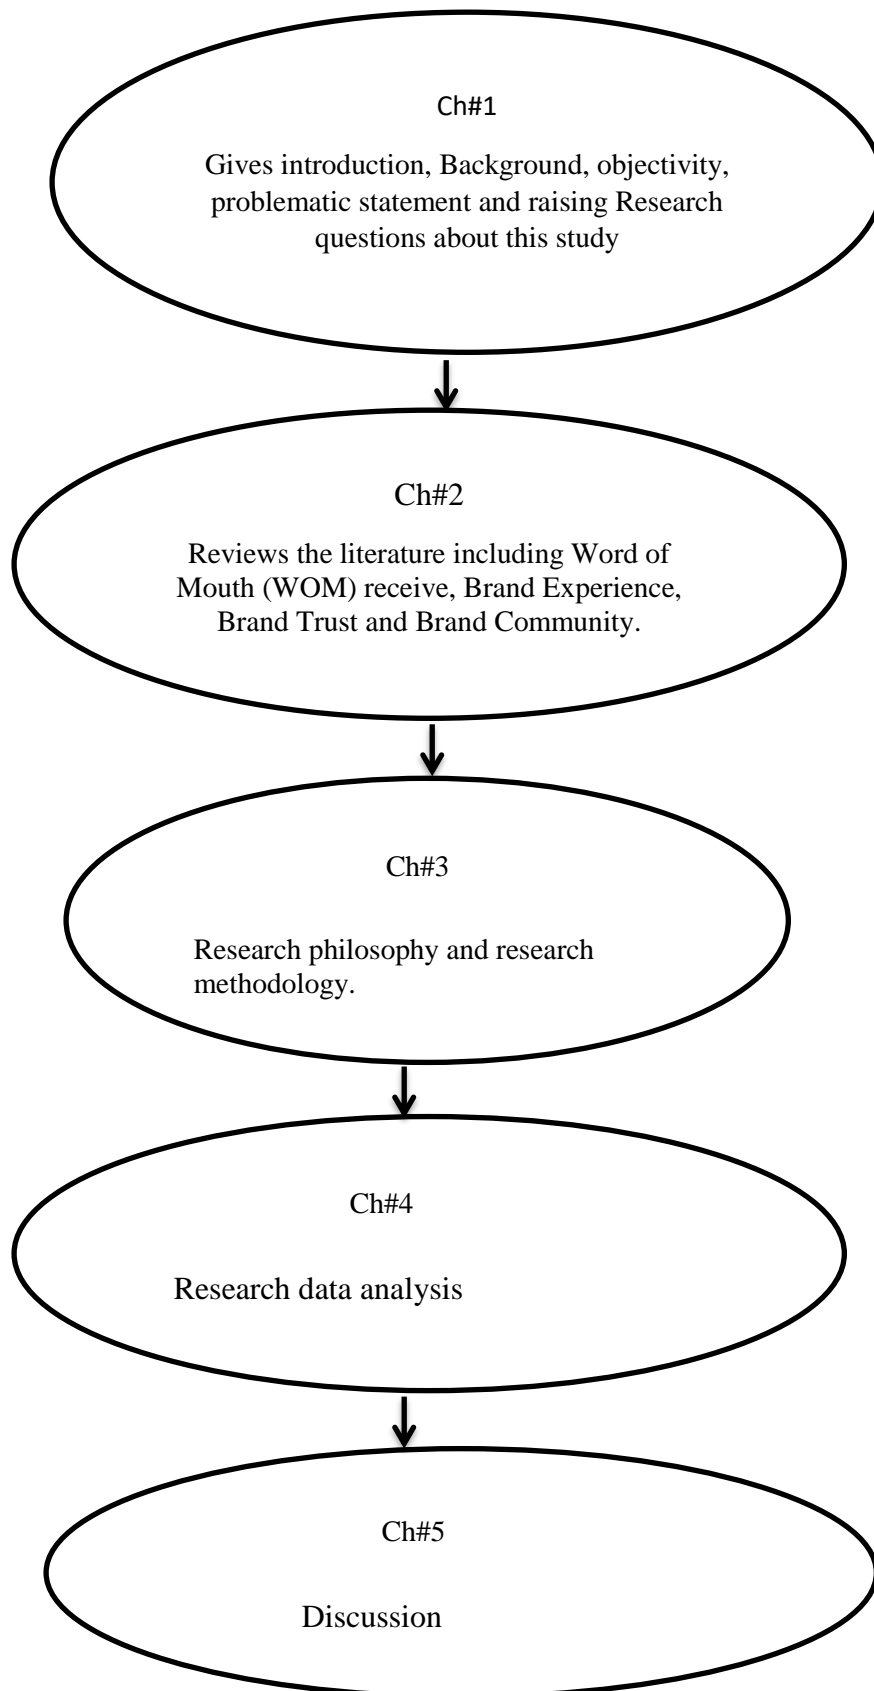 Ch#1
Gives introduction, Background, objectivity,
problematic statement and raising Research
questions about this study
Ch#2
Reviews the literature including Word of
Mouth (WOM) receive, Brand Experience,
Brand Trust and Brand Community.
Ch#3
Research philosophy and research
methodology.
Ch#4
Research data analysis
Ch#5
Discussion